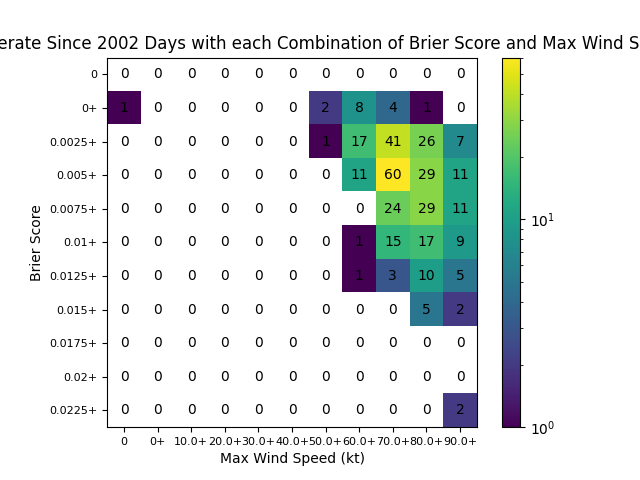 erate Since 2002 Days with each Combination of Brier Score and Max Wind S
0 0 0 0 0 0 0 0 0 0 0 0
0+ 1 0 0 0 0 0 2 8 4 1 0
0.0025+ 0 0 0 0 0 0 1 17 41 26 7
0.005+ 0 0 0 0 0 0 0 11 60 29 11
0.0075+ 0 0 0 0 0 0 0 0 24 29 11
0.01+ 0 0 0 0 0 0 0 1 15 17 9
0.0125+ 0 0 0 0 0 0 0 1 3 10 5
0.015+ 0 0 0 0 0 0 0 0 0 5 2
0.0175+ 0 0 0 0 0 0 0 0 0 0 0
0.02+ 0 0 0 0 0 0 0 0 0 0 0
0.0225+ 0 0 0 0 0 0 0 0 0 0 2
0 0+ 10.0+ 20.0+ 30.0+ 40.0+ 50.0+ 60.0+ 70.0+ 80.0+ 90.0+
Max Wind Speed (kt)
Brier Score
10¹
10⁰